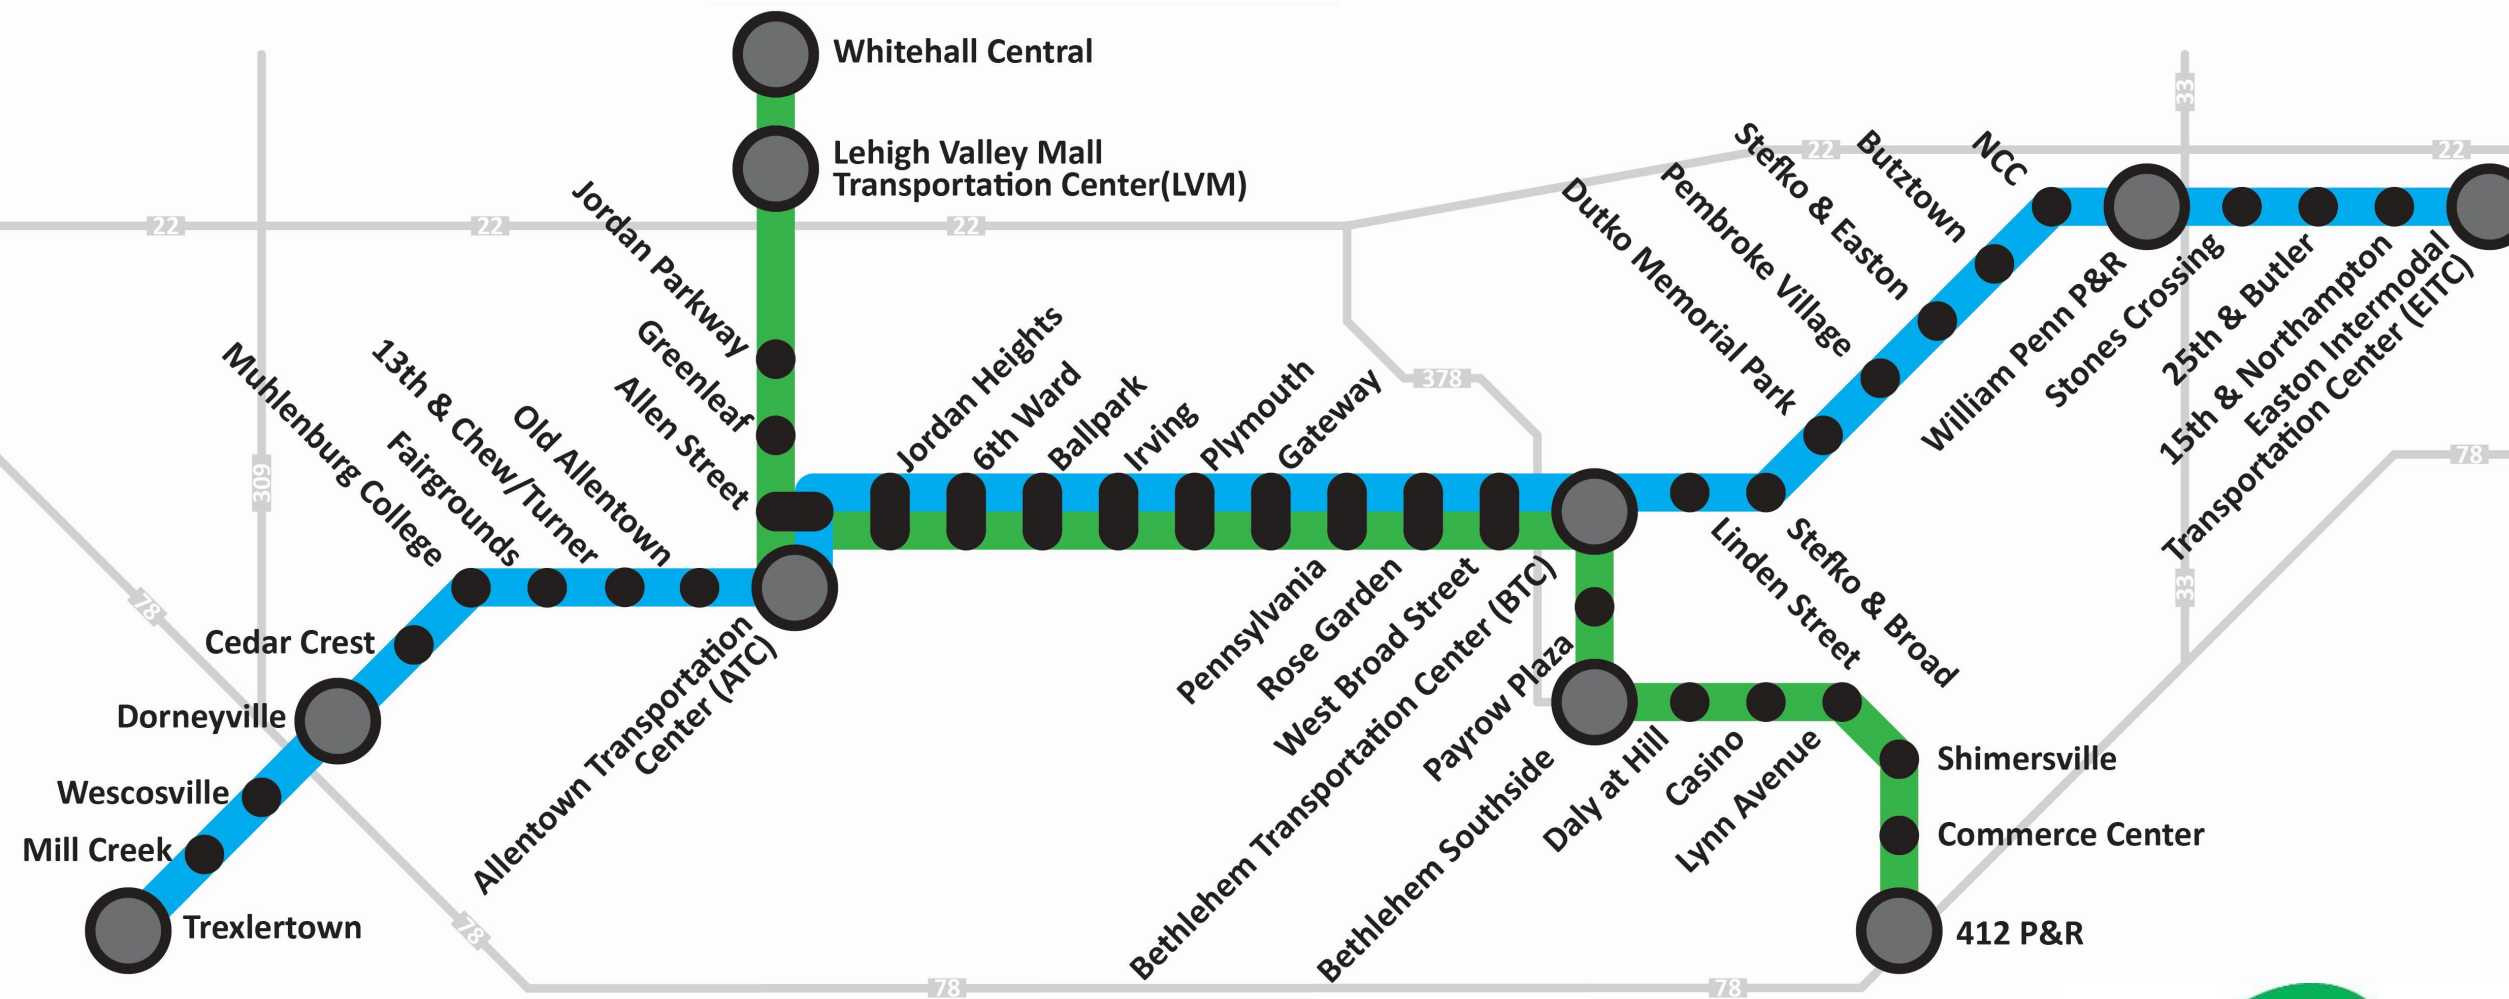 Whitehall Central
Lehigh Valley Mall
Transportation Center(LVM)
22
22
22
22
22
33
33
309
378
78
78
78
78
78
Jordan Parkway
Greenleaf
Allen Street
Muhlenburg College
Fairgrounds
13th & Chew/Turner
Old Allentown
Cedar Crest
Dorneyville
Wescosville
Mill Creek
Trexlertown
Allentown Transportation
Center (ATC)
Jordan Heights
6th Ward
Ballpark
Irving
Plymouth
Gateway
Pennsylvania
Rose Garden
West Broad Street
Bethlehem Transportation Center (BTC)
Payrow Plaza
Bethlehem Southside
Daly at Hill
Casino
Lynn Avenue
Shimersville
Commerce Center
412 P&R
Linden Street
Stefko & Broad
Dutko Memorial Park
Pembroke Village
Stefko & Easton
Butztown
NCC
William Penn P&R
Stones Crossing
25th & Butler
15th & Northampton
Easton Intermodal
Transportation Center (EITC)